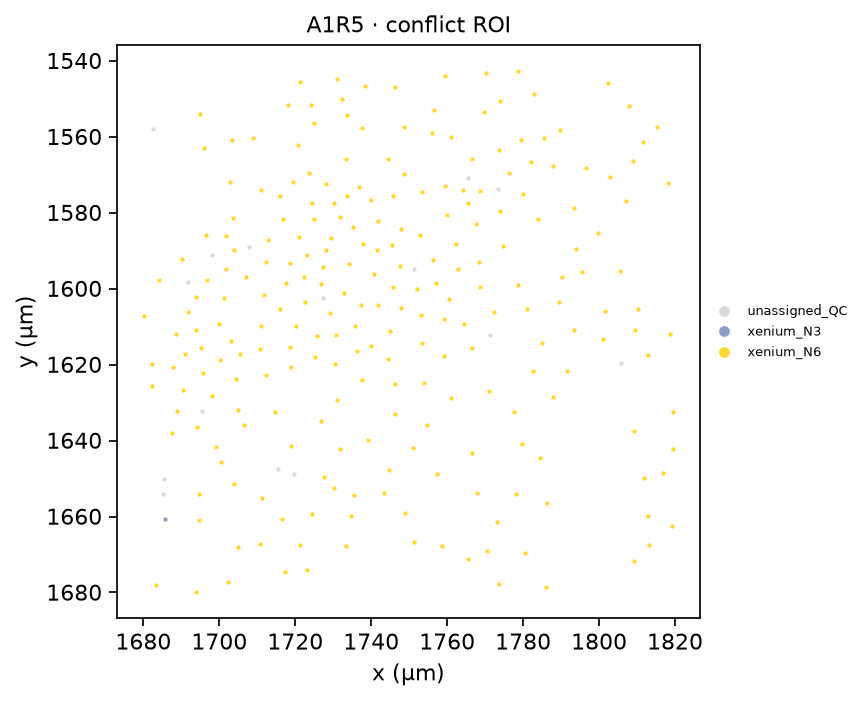 A1R5 · conflict ROI
1540
1560
1580
1600
1620
1640
1660
1680
y (µm)
1680 1700 1720 1740 1760 1780 1800 1820
x (µm)
unassigned_QC
xenium_N3
xenium_N6